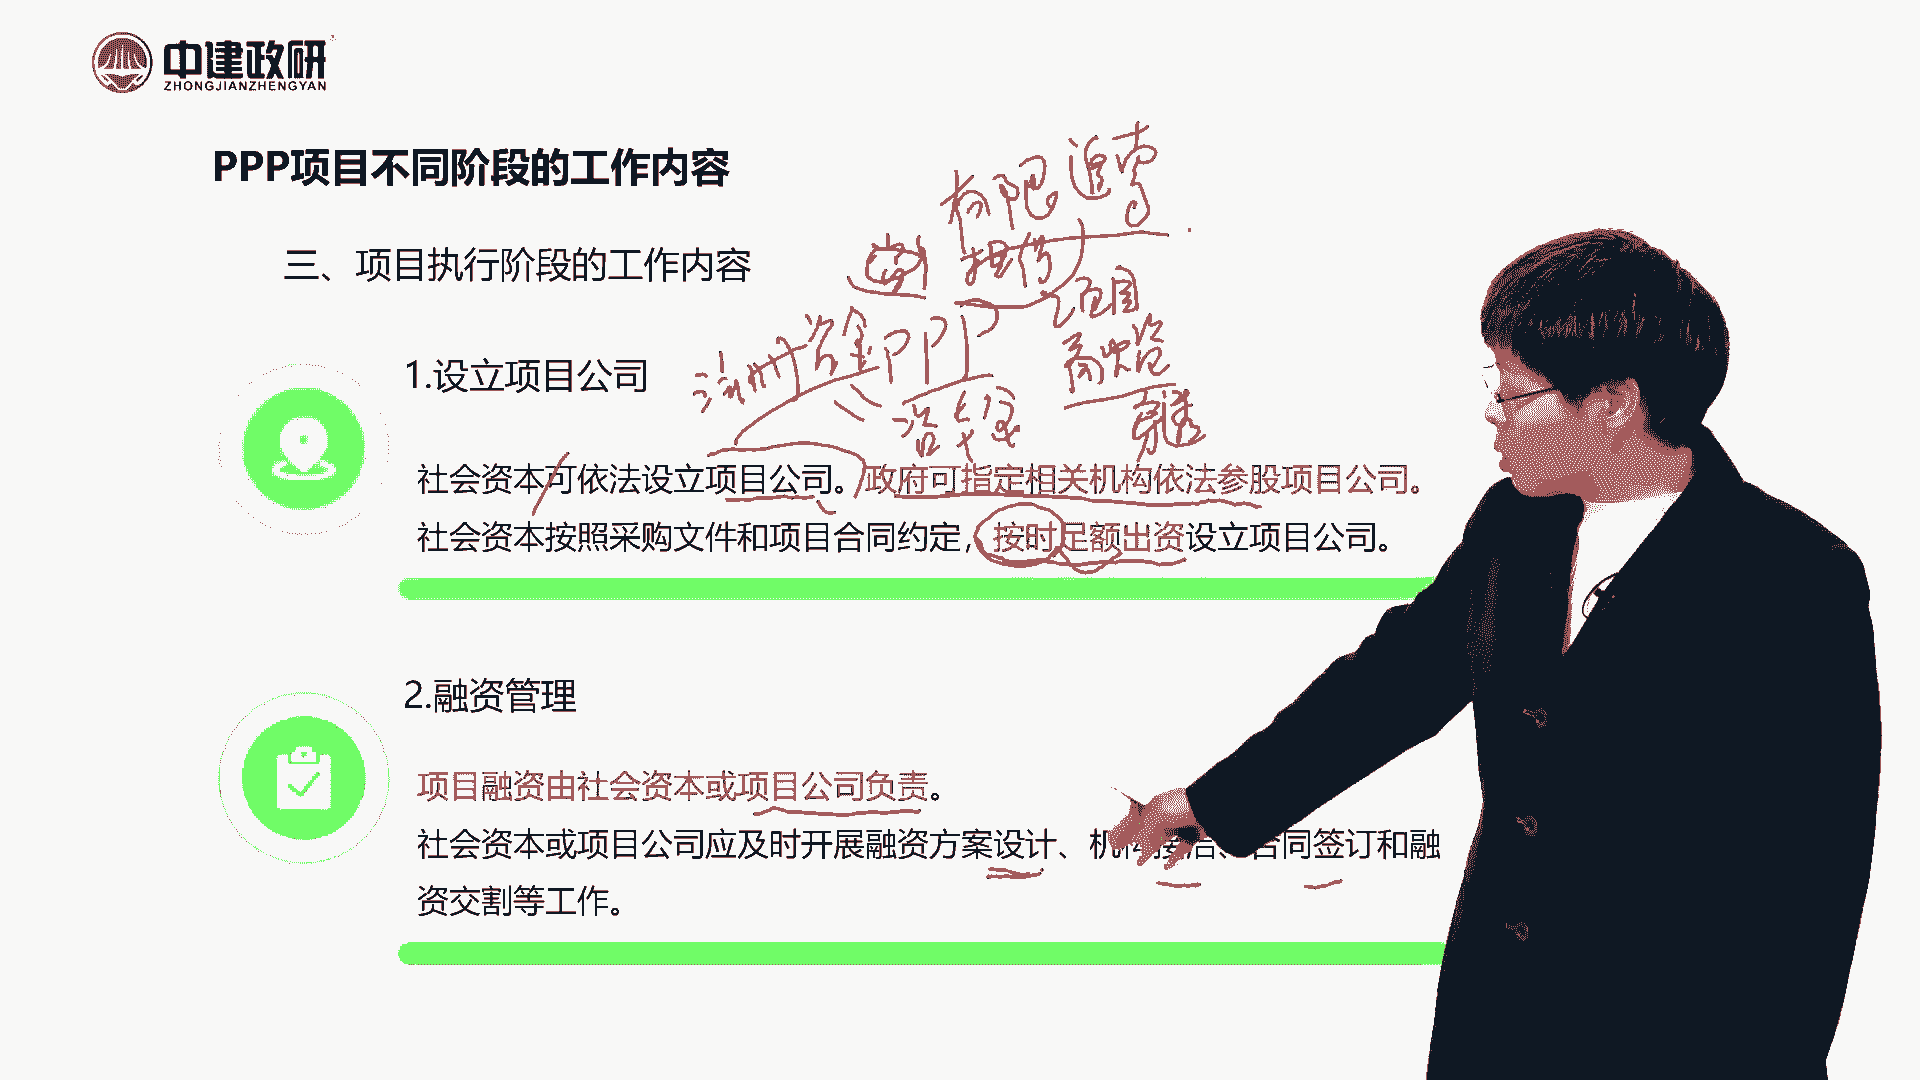 中建政研
ZHONGJIANZHENGYAN
PPP项目不同阶段的工作内容
有限追索
担保
三、项目执行阶段的工作内容
项目
注册资金PPP
1.设立项目公司
社会资本可依法设立项目公司。政府可指定相关机构依法参股项目公司。
社会资本按照采购文件和项目合同约定，按时足额出资设立项目公司。
2.融资管理
项目融资由社会资本或项目公司负责。
社会资本或项目公司应及时开展融资方案设计、机构接洽、合同签订和融
资交割等工作。